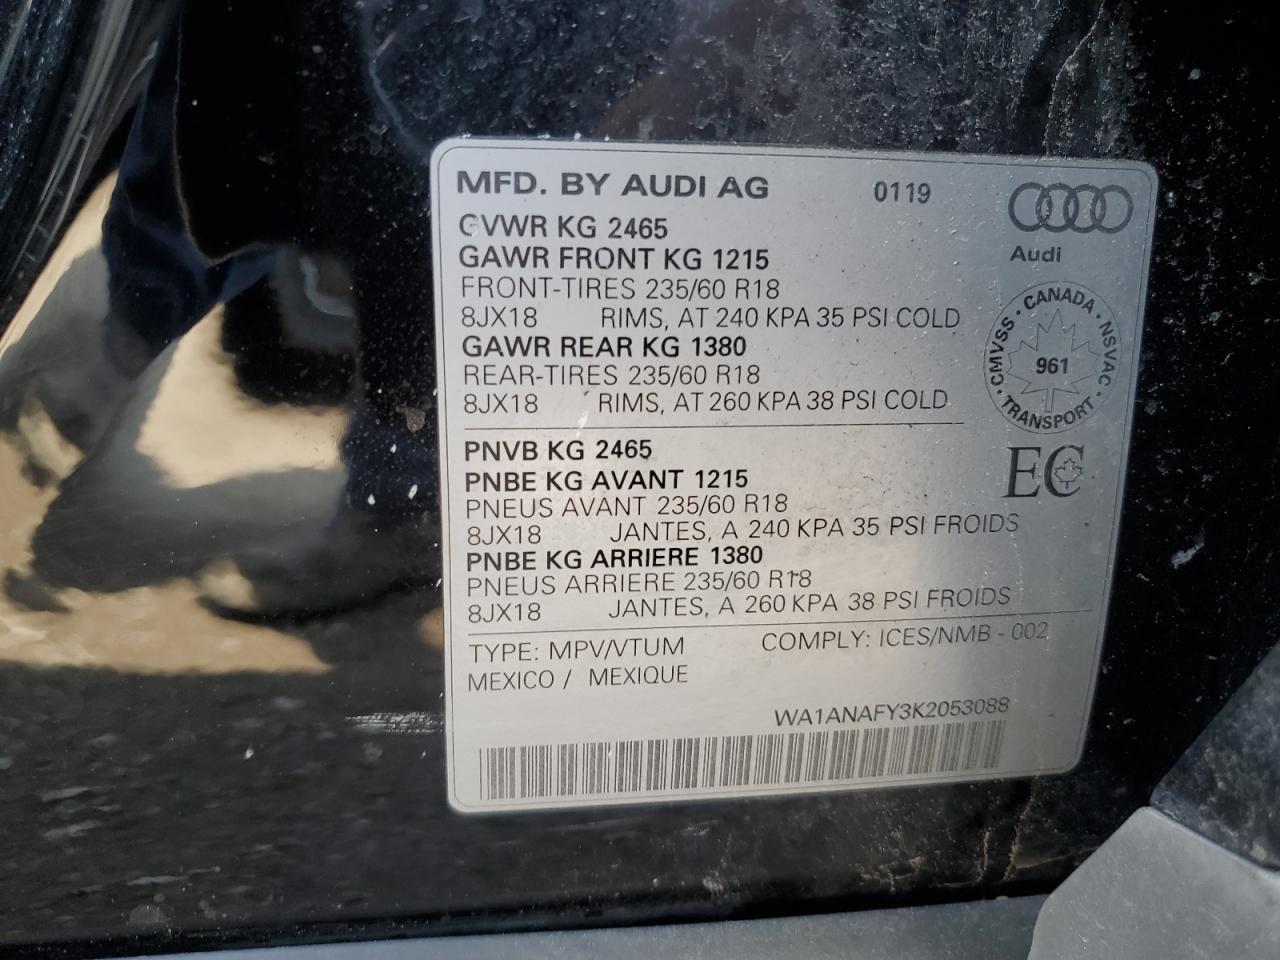 MFD. BY AUDI AG 0119
Audi
GVWR KG 2465
GAWR FRONT KG 1215
FRONT-TIRES 235/60 R18
8JX18 RIMS, AT 240 KPA 35 PSI COLD
GAWR REAR KG 1380
REAR-TIRES 235/60 R18
8JX18 RIMS, AT 260 KPA 38 PSI COLD
CMVSS · CANADA · NSVAC · TRANSPORT ·
961
PNVB KG 2465
EC
PNBE KG AVANT 1215
PNEUS AVANT 235/60 R18
8JX18 JANTES, A 240 KPA 35 PSI FROIDS
PNBE KG ARRIERE 1380
PNEUS ARRIERE 235/60 R18
8JX18 JANTES, A 260 KPA 38 PSI FROIDS
TYPE: MPV/VTUM COMPLY: ICES/NMB - 002
MEXICO / MEXIQUE
WA1ANAFY3K2053088